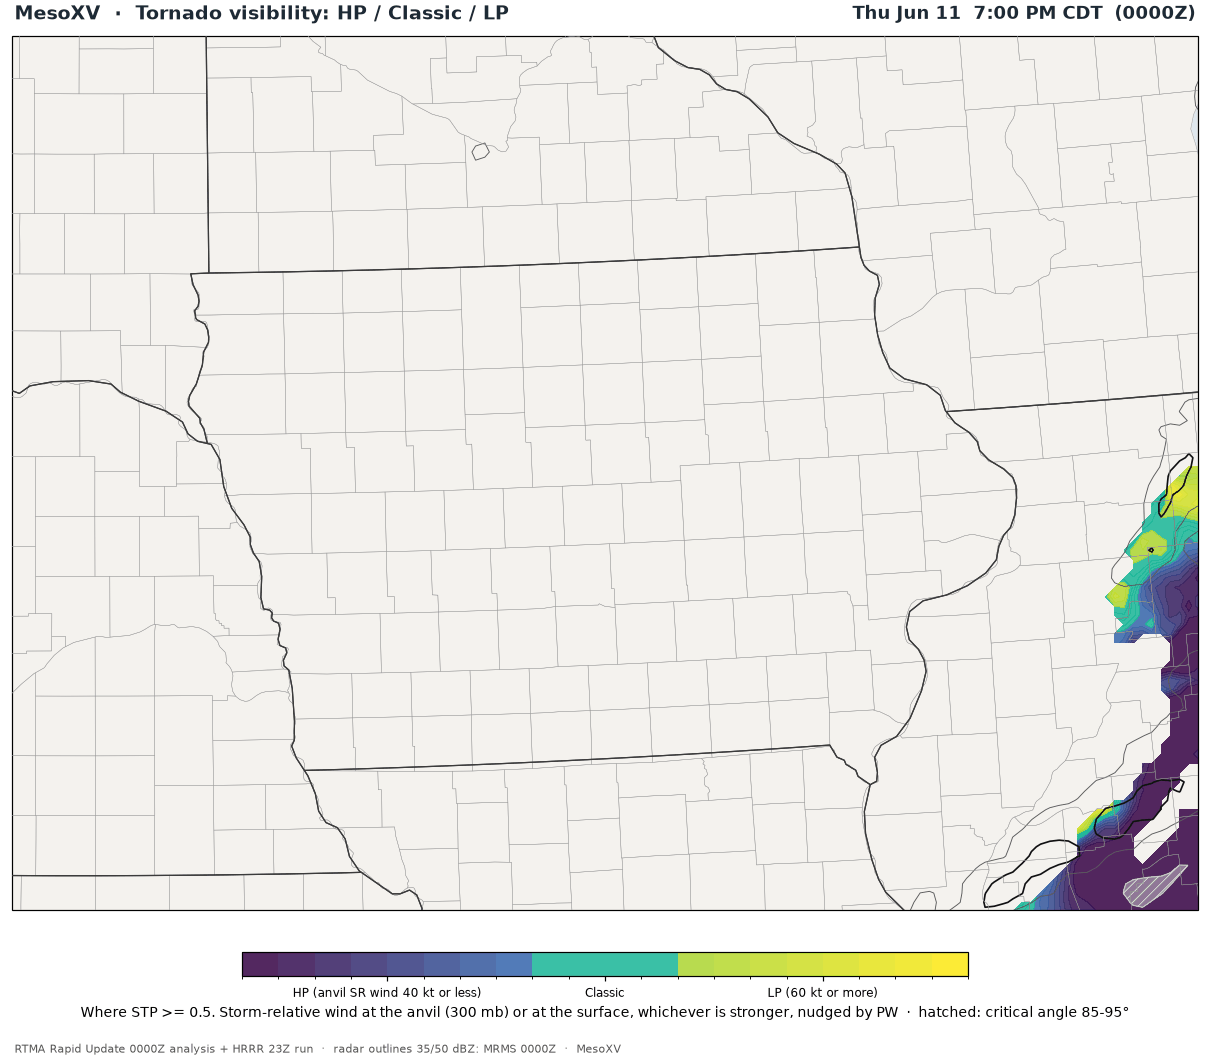 MesoXV · Tornado visibility: HP / Classic / LP
Thu Jun 11 7:00 PM CDT (0000Z)
HP (anvil SR wind 40 kt or less)
Classic
LP (60 kt or more)
Where STP >= 0.5. Storm-relative wind at the anvil (300 mb) or at the surface, whichever is stronger, nudged by PW · hatched: critical angle 85-95°
RTMA Rapid Update 0000Z analysis + HRRR 23Z run · radar outlines 35/50 dBZ: MRMS 0000Z · MesoXV